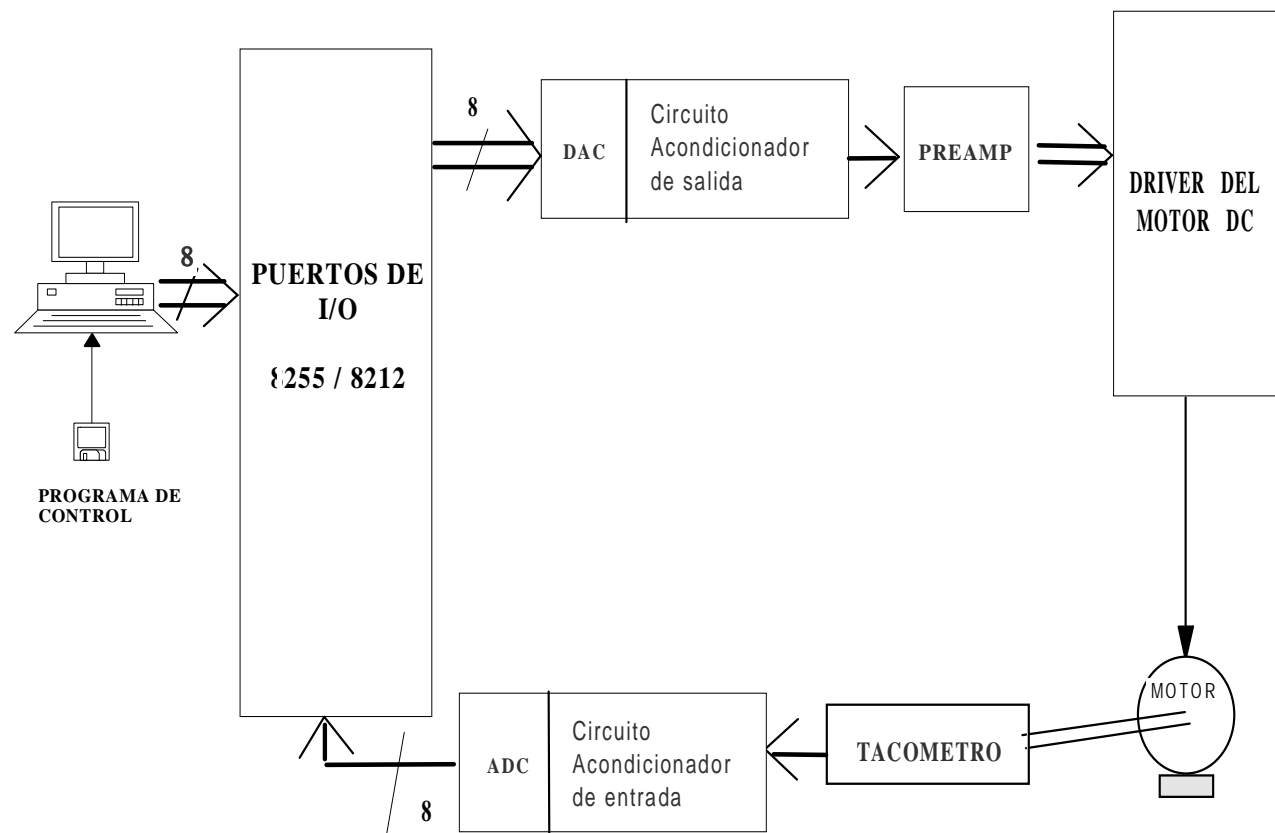 8
PUERTOS DE
I/O
8255 / 8212
PROGRAMA DE
CONTROL
8
DAC
Circuito
Acondicionador
de salida
PREAMP
DRIVER DEL
MOTOR DC
MOTOR
TACOMETRO
ADC
Circuito
Acondicionador
de entrada
8